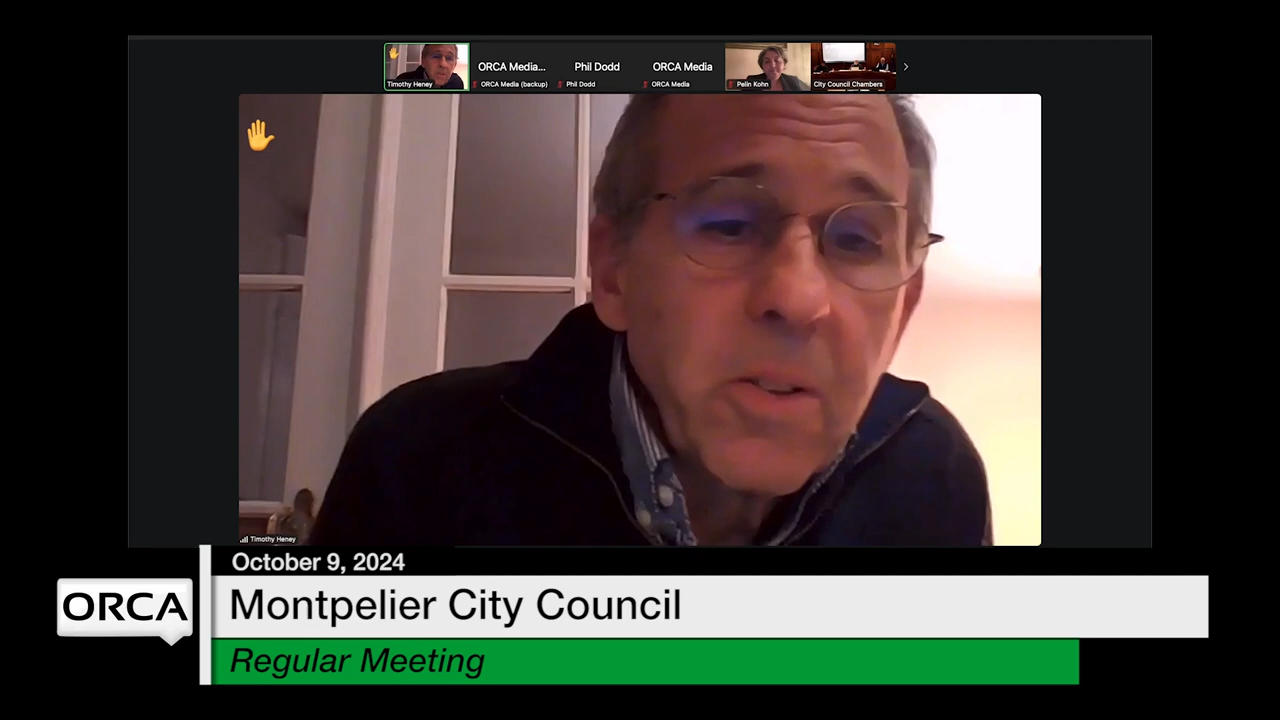 ORCA Media... Phil Dodd ORCA Media
Timothy Heney ORCA Media (backup) Phil Dodd ORCA Media Pelin Kohn City Council Chambers
Timothy Heney
October 9, 2024
ORCA
Montpelier City Council
Regular Meeting